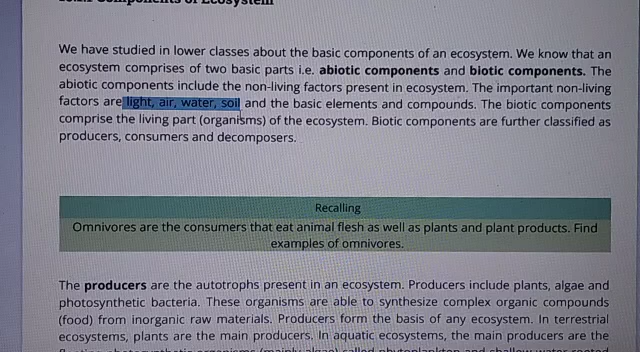 Components of Ecosystem
We have studied in lower classes about the basic components of an ecosystem. We know that an
ecosystem comprises of two basic parts i.e. abiotic components and biotic components. The
abiotic components include the non-living factors present in ecosystem. The important non-living
factors are light, air, water, soil and the basic elements and compounds. The biotic components
comprise the living part (organisms) of the ecosystem. Biotic components are further classified as
producers, consumers and decomposers.
Recalling
Omnivores are the consumers that eat animal flesh as well as plants and plant products. Find
examples of omnivores.
The producers are the autotrophs present in an ecosystem. Producers include plants, algae and
photosynthetic bacteria. These organisms are able to synthesize complex organic compounds
(food) from inorganic raw materials. Producers form the basis of any ecosystem. In terrestrial
ecosystems, plants are the main producers. In aquatic ecosystems, the main producers are the